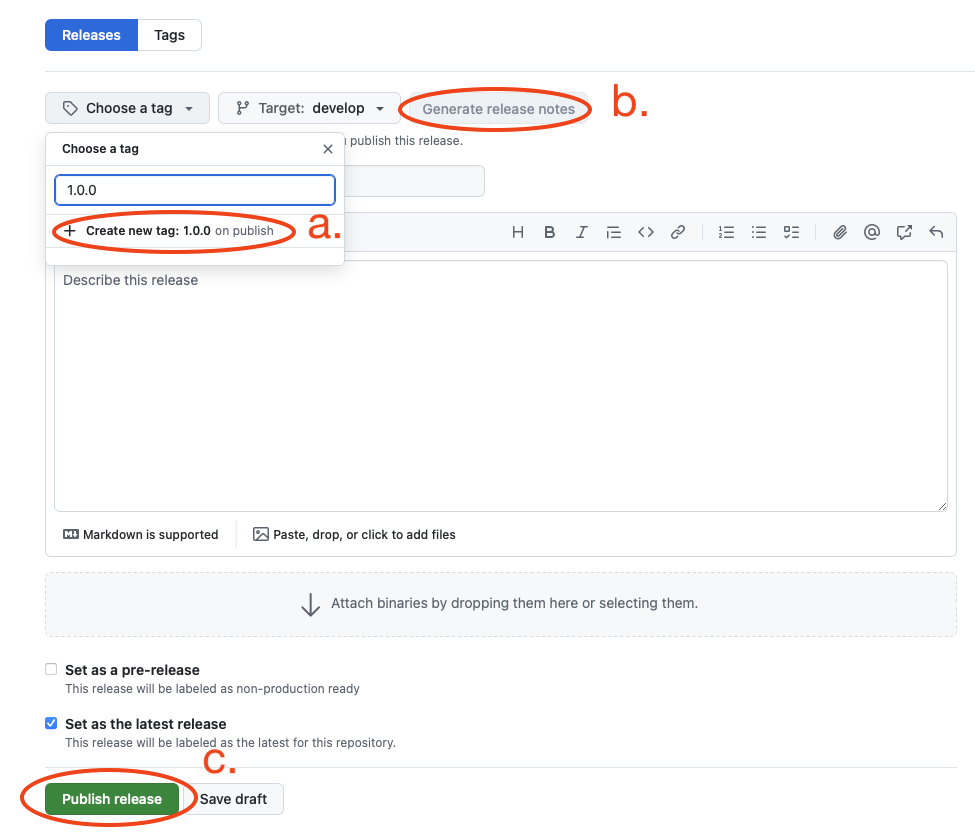 Releases Tags
Choose a tag Target: develop Generate release notes b.
Choose a tag publish this release.
1.0.0
Create new tag: 1.0.0 on publish a.
Describe this release
Markdown is supported Paste, drop, or click to add files
Attach binaries by dropping them here or selecting them.
Set as a pre-release
This release will be labeled as non-production ready
Set as the latest release
This release will be labeled as the latest for this repository.
c.
Publish release Save draft